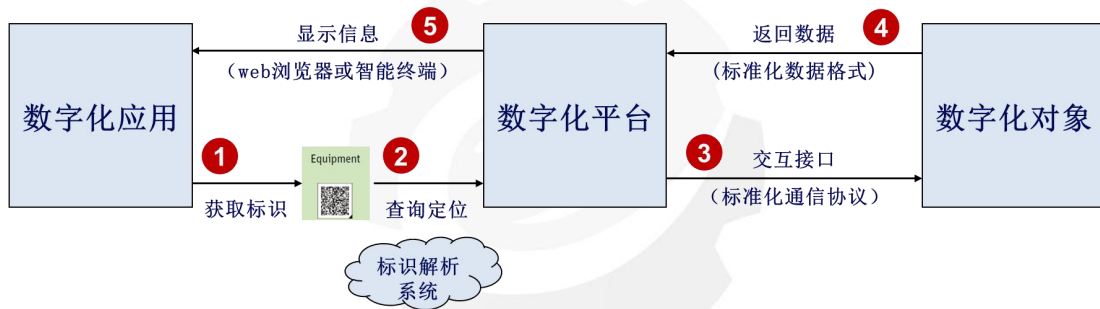 显示信息
5
（web浏览器或智能终端）
返回数据
4
(标准化数据格式)
数字化应用
数字化平台
数字化对象
1
获取标识
Equipment
2
查询定位
3
交互接口
（标准化通信协议）
标识解析
系统